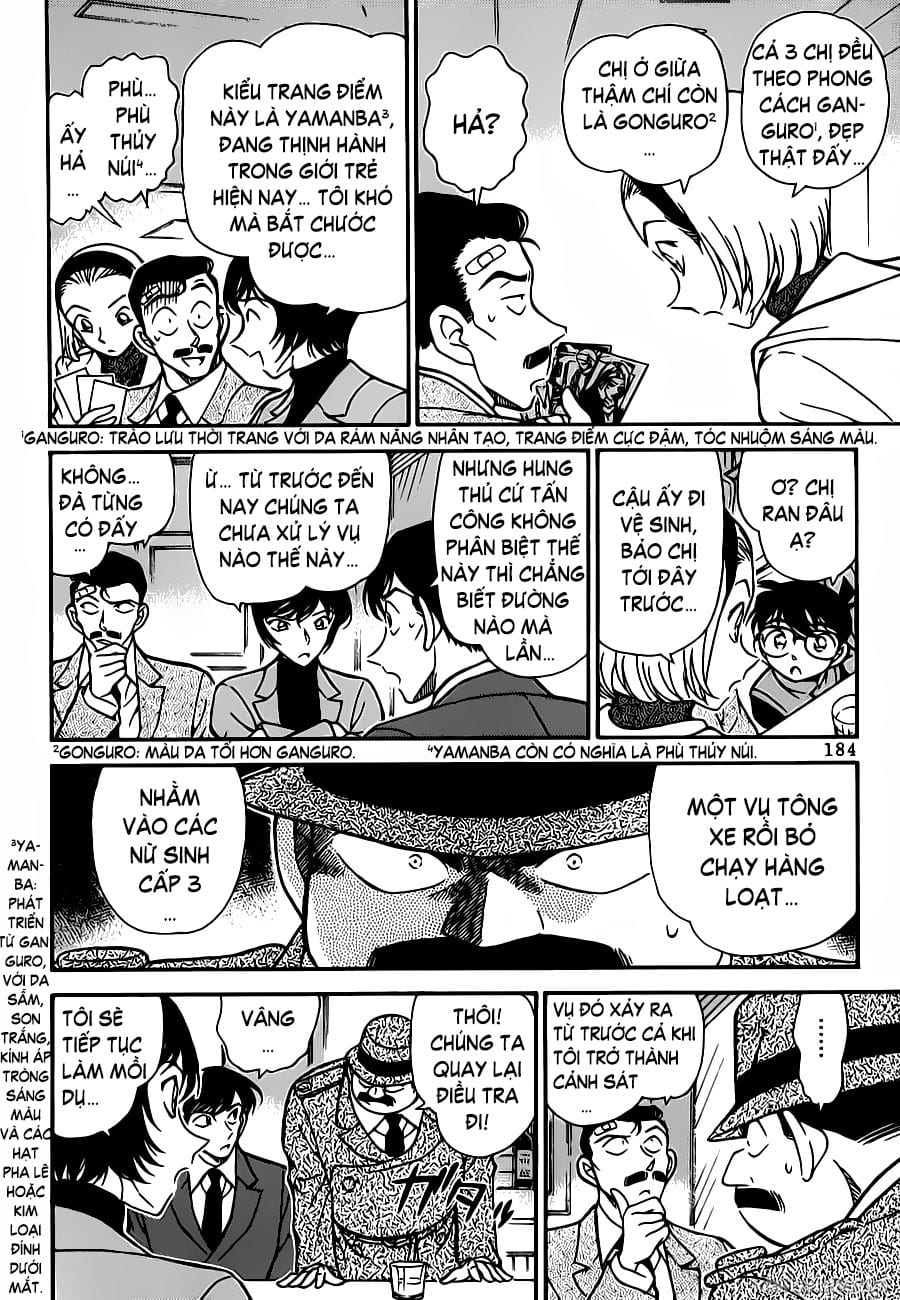 CẢ 3 CHỊ ĐỀU
THEO PHONG
CÁCH GAN-
GURO¹, ĐẸP
THẬT ĐẤY...
CHỊ Ở GIỮA
THẬM CHÍ CÒN
LÀ GONGURO²
...
HẢ?
KIỂU TRANG ĐIỂM
NÀY LÀ YAMANBA³,
ĐANG THỊNH HÀNH
TRONG GIỚI TRẺ
HIỆN NAY... TÔI KHÓ
MÀ BẮT CHƯỚC
ĐƯỢC...
PHÙ...
PHÙ
THỦY
NÚI⁴...
ẤY
HẢ
...
¹GANGURO: TRÀO LƯU THỜI TRANG VỚI DA RÁM NẮNG NHÂN TẠO, TRANG ĐIỂM CỰC ĐẬM, TÓC NHUỘM SÁNG MÀU.
Ơ? CHỊ
RAN ĐÂU
Ạ?
CẬU ẤY ĐI
VỆ SINH,
BẢO CHỊ
TỚI ĐÂY
TRƯỚC...
NHƯNG HUNG
THỦ CỨ TẤN
CÔNG KHÔNG
PHÂN BIỆT THẾ
NÀY THÌ CHẲNG
BIẾT ĐƯỜNG
NÀO MÀ
LẦN...
Ừ... TỪ TRƯỚC ĐẾN
NAY CHÚNG TA
CHƯA XỬ LÝ VỤ
NÀO THẾ NÀY...
KHÔNG...
ĐÃ TỪNG
CÓ ĐẤY
...
²GONGURO: MÀU DA TỐI HƠN GANGURO.
⁴YAMANBA CÒN CÓ NGHĨA LÀ PHÙ THỦY NÚI.
184
MỘT VỤ TÔNG
XE RỒI BỎ
CHẠY HÀNG
LOẠT...
NHẰM
VÀO CÁC
NỮ SINH
CẤP 3
...
³YA-
MAN-
BA:
PHÁT
TRIỂN
TỪ GAN
GURO,
VỚI DA
SẪM,
SON
TRẮNG,
KÍNH ÁP
TRÒNG
SÁNG
MÀU
VÀ CÁC
HẠT
PHA LÊ
HOẶC
KIM
LOẠI
ĐÍNH
DƯỚI
MẮT.
......
VỤ ĐÓ XẢY RA
TỪ TRƯỚC CẢ KHI
TÔI TRỞ THÀNH
CẢNH SÁT
THÔI!
CHÚNG TA
QUAY LẠI
ĐIỀU TRA
ĐI!
ガタ
VÂNG
...
TÔI SẼ
TIẾP TỤC
LÀM MỒI
DỤ...